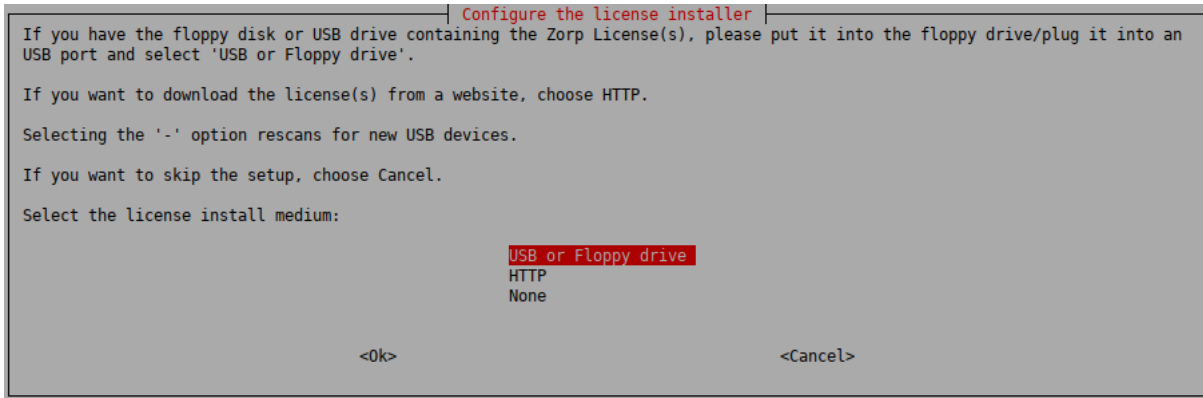 Configure the license installer
If you have the floppy disk or USB drive containing the Zorp License(s), please put it into the floppy drive/plug it into an
USB port and select 'USB or Floppy drive'.
If you want to download the license(s) from a website, choose HTTP.
Selecting the '-' option rescans for new USB devices.
If you want to skip the setup, choose Cancel.
Select the license install medium:
USB or Floppy drive
HTTP
None
<Ok> <Cancel>